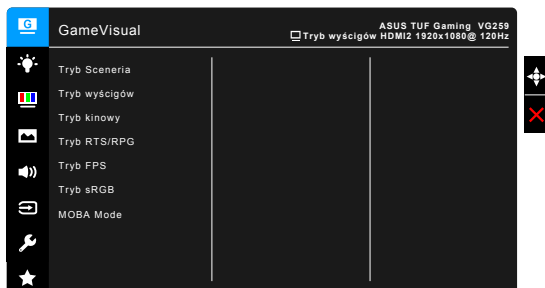 G
GameVisual
ASUS TUF Gaming VG259
Tryb wyścigów HDMI2 1920x1080@ 120Hz
Tryb Sceneria
Tryb wyścigów
Tryb kinowy
Tryb RTS/RPG
Tryb FPS
Tryb sRGB
MOBA Mode